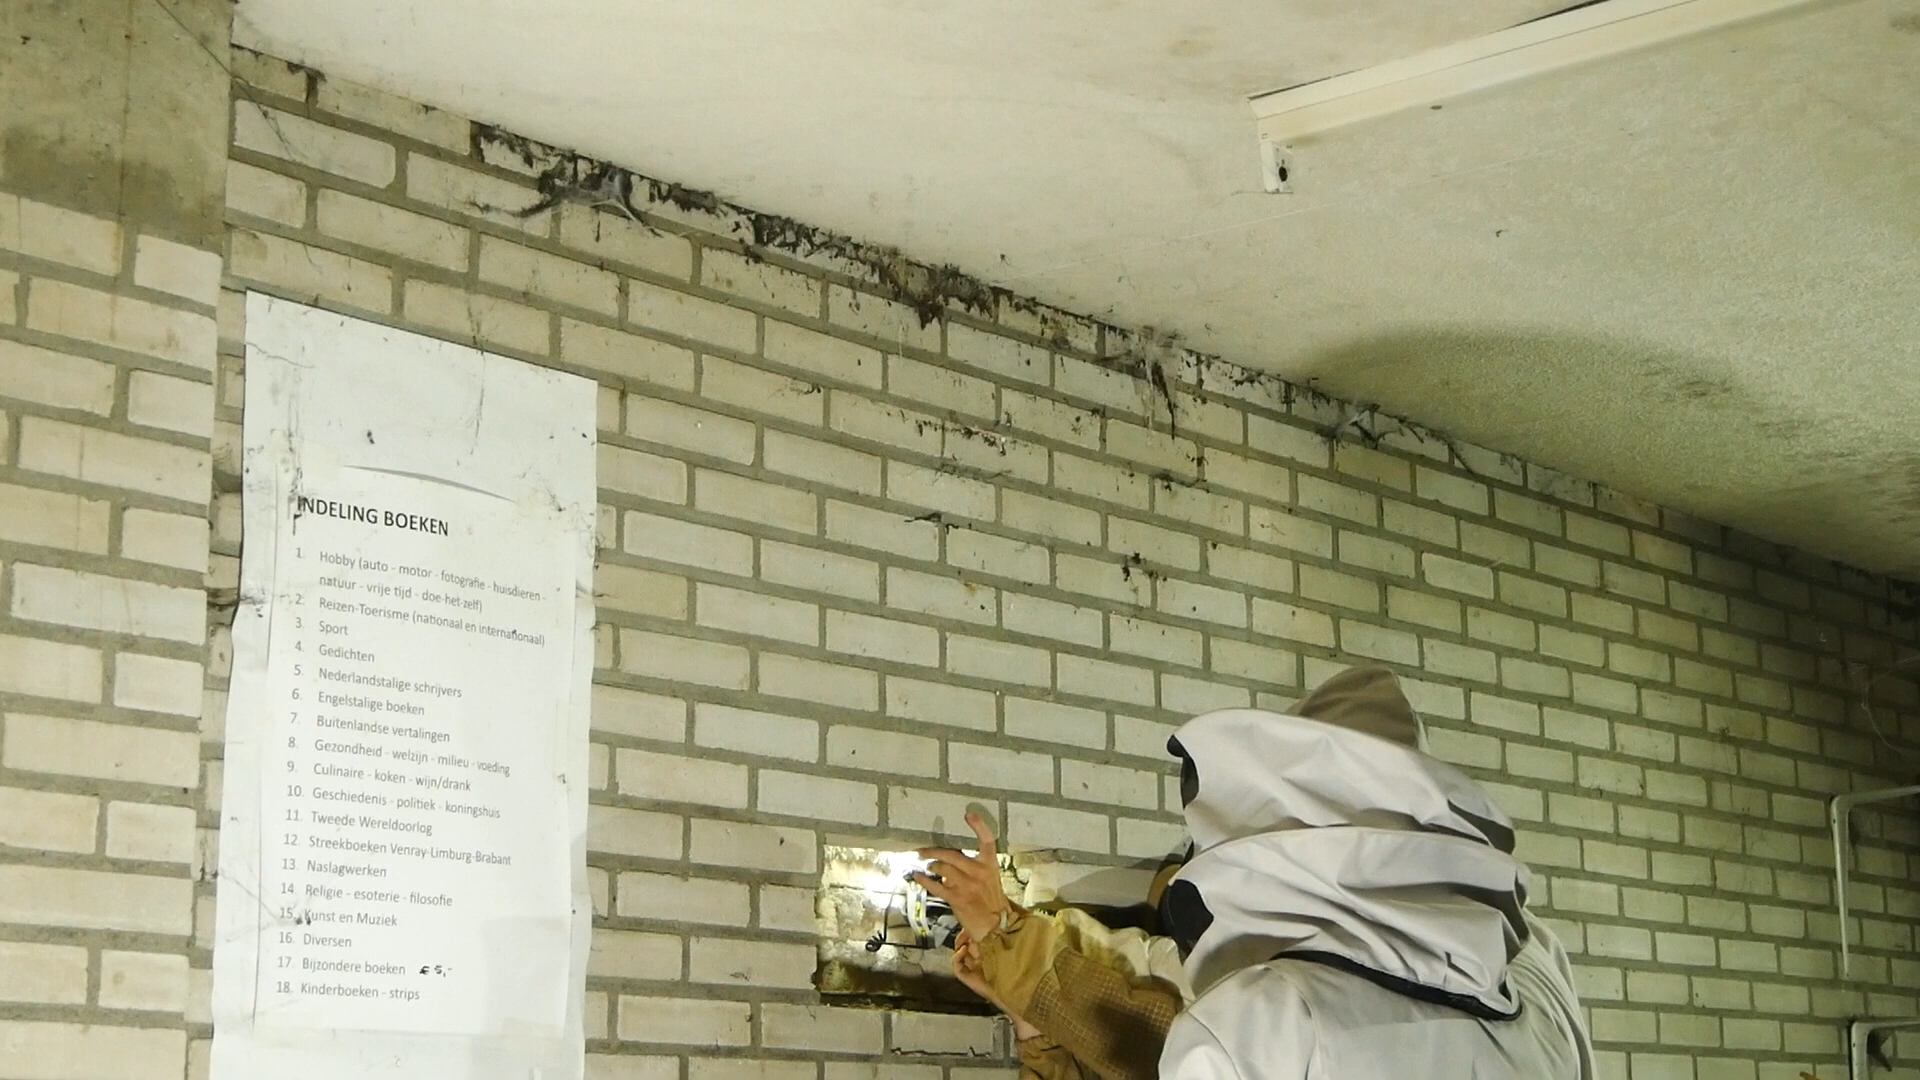 INDELING BOEKEN
1. Hobby (auto - motor - fotografie - huisdieren -
natuur - vrije tijd - doe-het-zelf)
2. Reizen-Toerisme (nationaal en internationaal)
3. Sport
4. Gedichten
5. Nederlandstalige schrijvers
6. Engelstalige boeken
7. Buitenlandse vertalingen
8. Gezondheid - welzijn - milieu - voeding
9. Culinaire - koken - wijn/drank
10. Geschiedenis - politiek - koningshuis
11. Tweede Wereldoorlog
12. Streekboeken Venray-Limburg-Brabant
13. Naslagwerken
14. Religie - esoterie - filosofie
15. Kunst en Muziek
16. Diversen
17. Bijzondere boeken € 5,-
18. Kinderboeken - strips